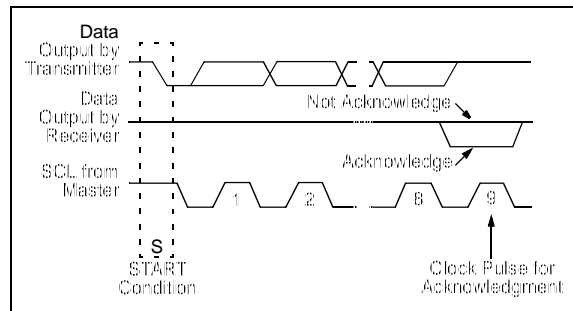 Data
Output by
Transmitter
Data
Output by
Receiver
Not Acknowledge
Acknowledge
SCL from
Master
1
2
8
9
S
START
Condition
Clock Pulse for
Acknowledgment